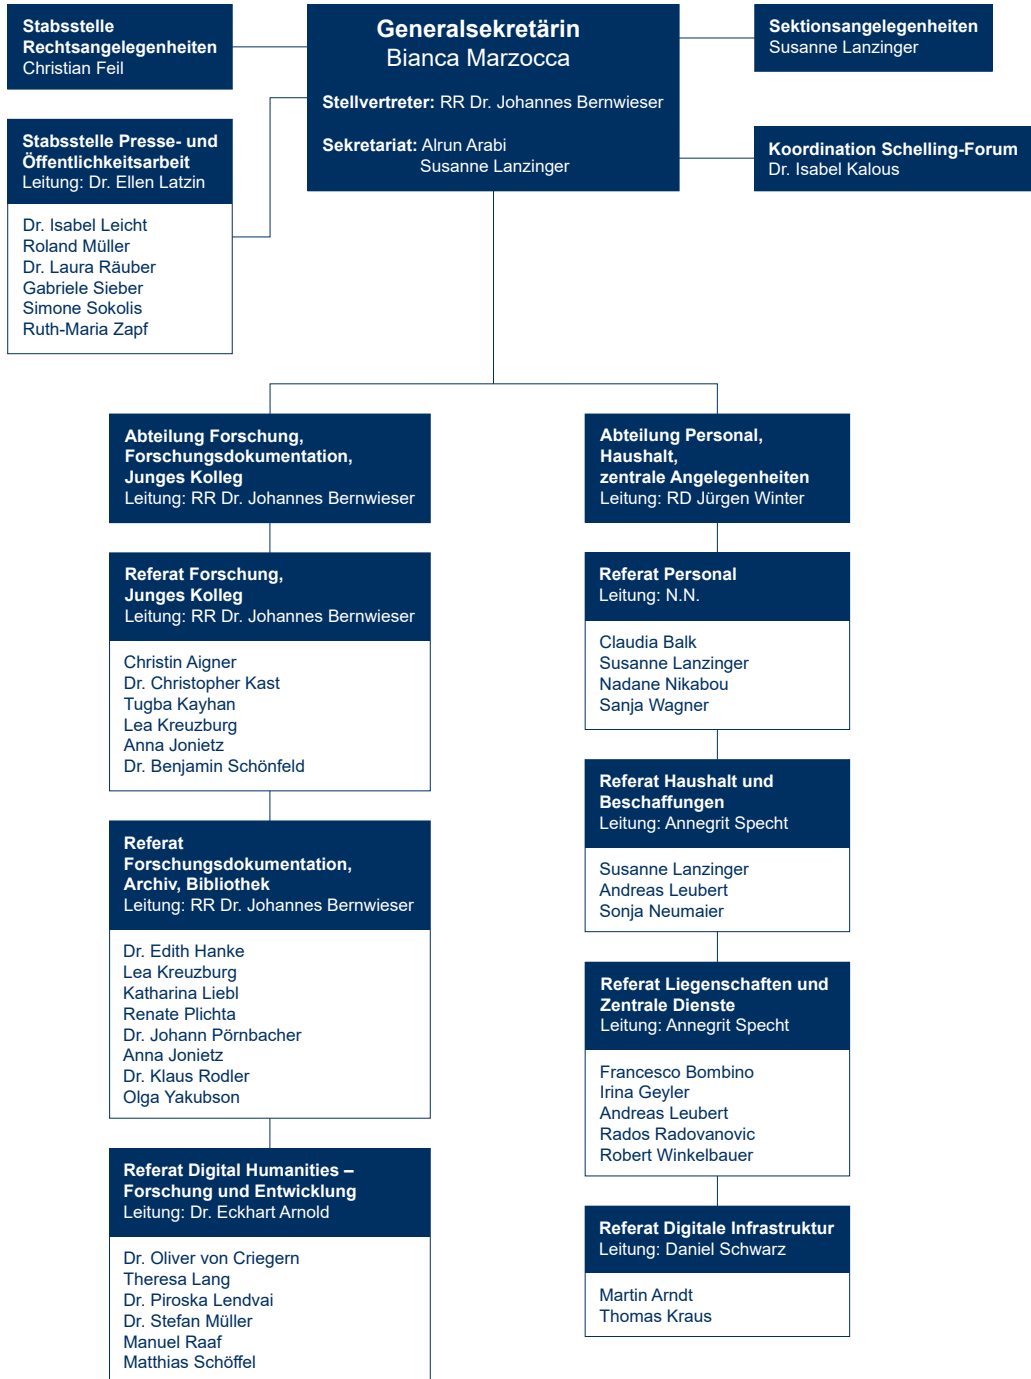 Stabsstelle
Rechtsangelegenheiten
Christian Feil
Generalsekretärin
Bianca Marzocca
Stellvertreter: RR Dr. Johannes Bernwieser
Sekretariat: Alrun Arabi
Susanne Lanzinger
Sektionsangelegenheiten
Susanne Lanzinger
Stabsstelle Presse- und
Öffentlichkeitsarbeit
Leitung: Dr. Ellen Latzin
Dr. Isabel Leicht
Roland Müller
Dr. Laura Räuber
Gabriele Sieber
Simone Sokolis
Ruth-Maria Zapf
Koordination Schelling-Forum
Dr. Isabel Kalous
Abteilung Forschung,
Forschungsdokumentation,
Junges Kolleg
Leitung: RR Dr. Johannes Bernwieser
Referat Forschung,
Junges Kolleg
Leitung: RR Dr. Johannes Bernwieser
Christin Aigner
Dr. Christopher Kast
Tugba Kayhan
Lea Kreuzburg
Anna Jonietz
Dr. Benjamin Schönfeld
Referat
Forschungsdokumentation,
Archiv, Bibliothek
Leitung: RR Dr. Johannes Bernwieser
Dr. Edith Hanke
Lea Kreuzburg
Katharina Liebl
Renate Plichta
Dr. Johann Pörnbacher
Anna Jonietz
Dr. Klaus Rodler
Olga Yakubson
Referat Digital Humanities –
Forschung und Entwicklung
Leitung: Dr. Eckhart Arnold
Dr. Oliver von Criegern
Theresa Lang
Dr. Piroska Lendvai
Dr. Stefan Müller
Manuel Raaf
Matthias Schöffel
Abteilung Personal,
Haushalt,
zentrale Angelegenheiten
Leitung: RD Jürgen Winter
Referat Personal
Leitung: N.N.
Claudia Balk
Susanne Lanzinger
Nadane Nikabou
Sanja Wagner
Referat Haushalt und
Beschaffungen
Leitung: Annegrit Specht
Susanne Lanzinger
Andreas Leubert
Sonja Neumaier
Referat Liegenschaften und
Zentrale Dienste
Leitung: Annegrit Specht
Francesco Bombino
Irina Geyler
Andreas Leubert
Rados Radovanovic
Robert Winkelbauer
Referat Digitale Infrastruktur
Leitung: Daniel Schwarz
Martin Arndt
Thomas Kraus